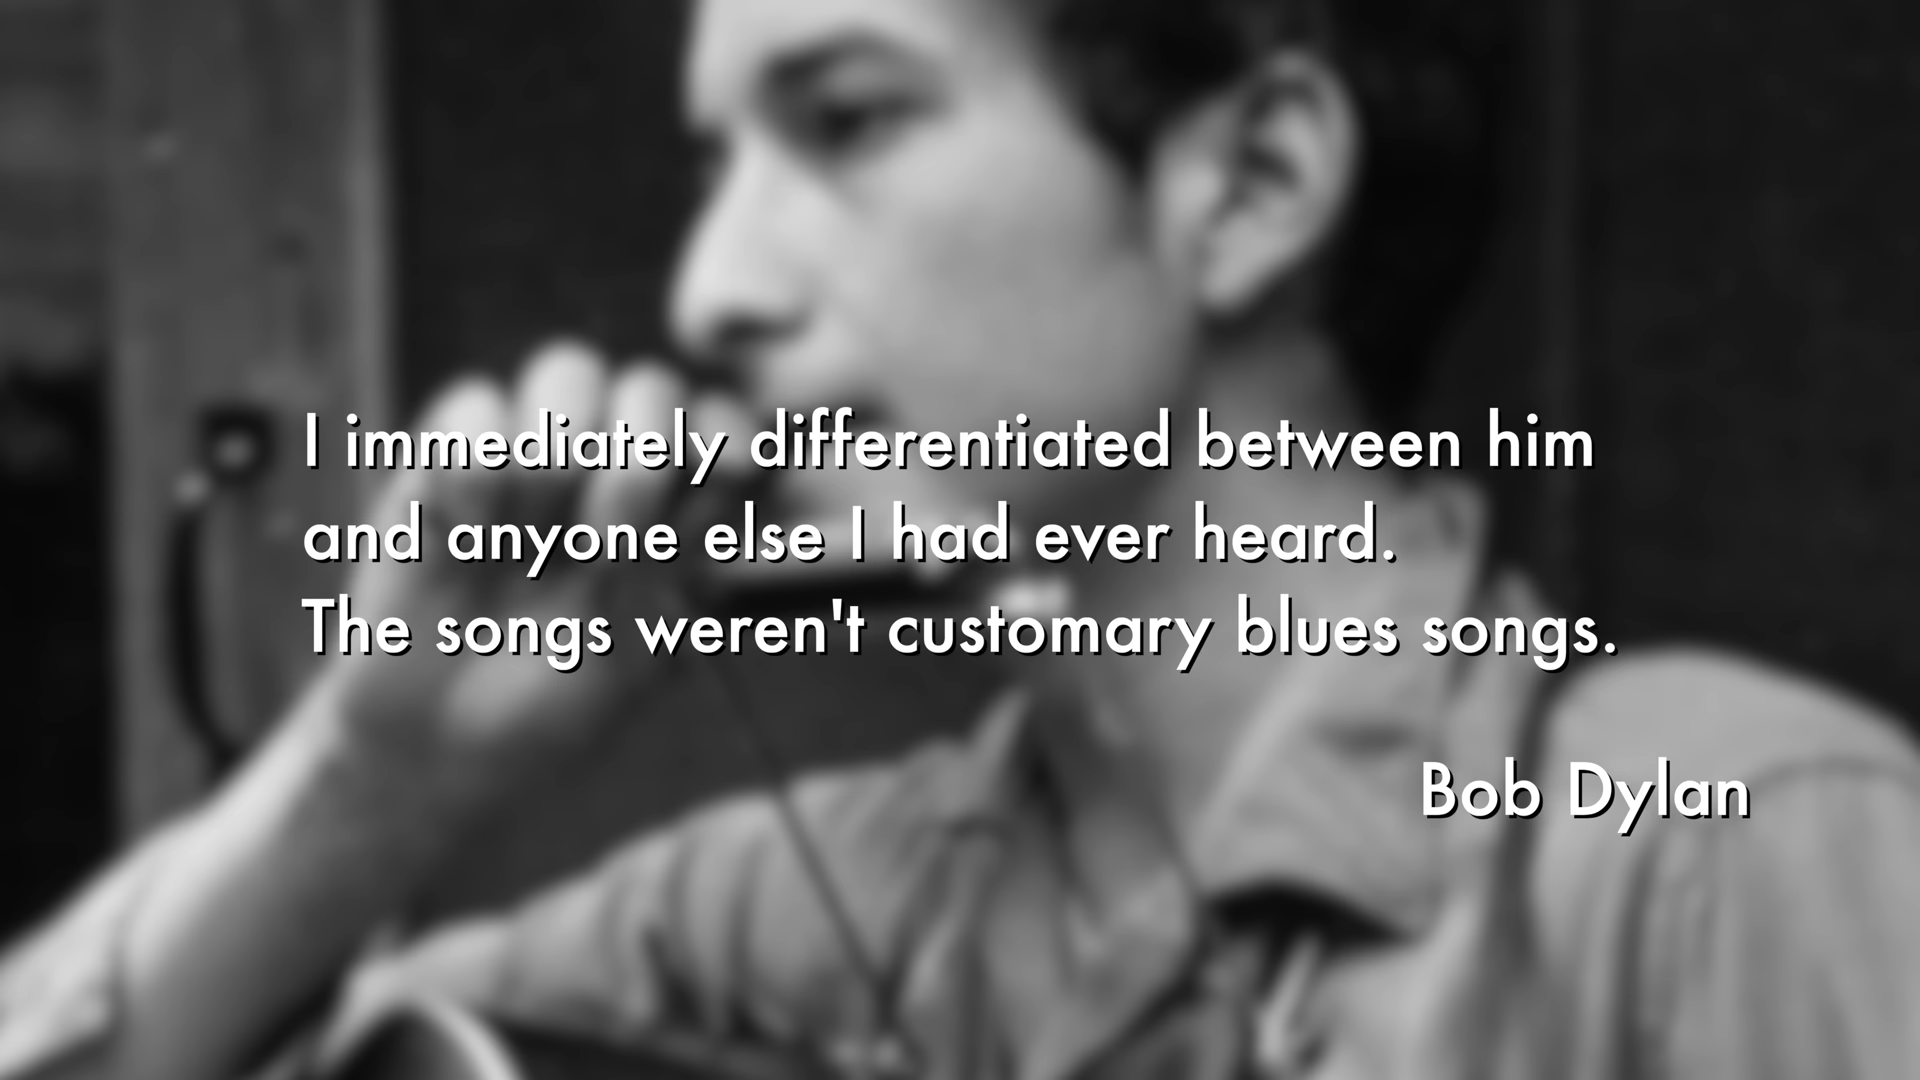 I immediately differentiated between him
and anyone else I had ever heard.
The songs weren't customary blues songs.
Bob Dylan